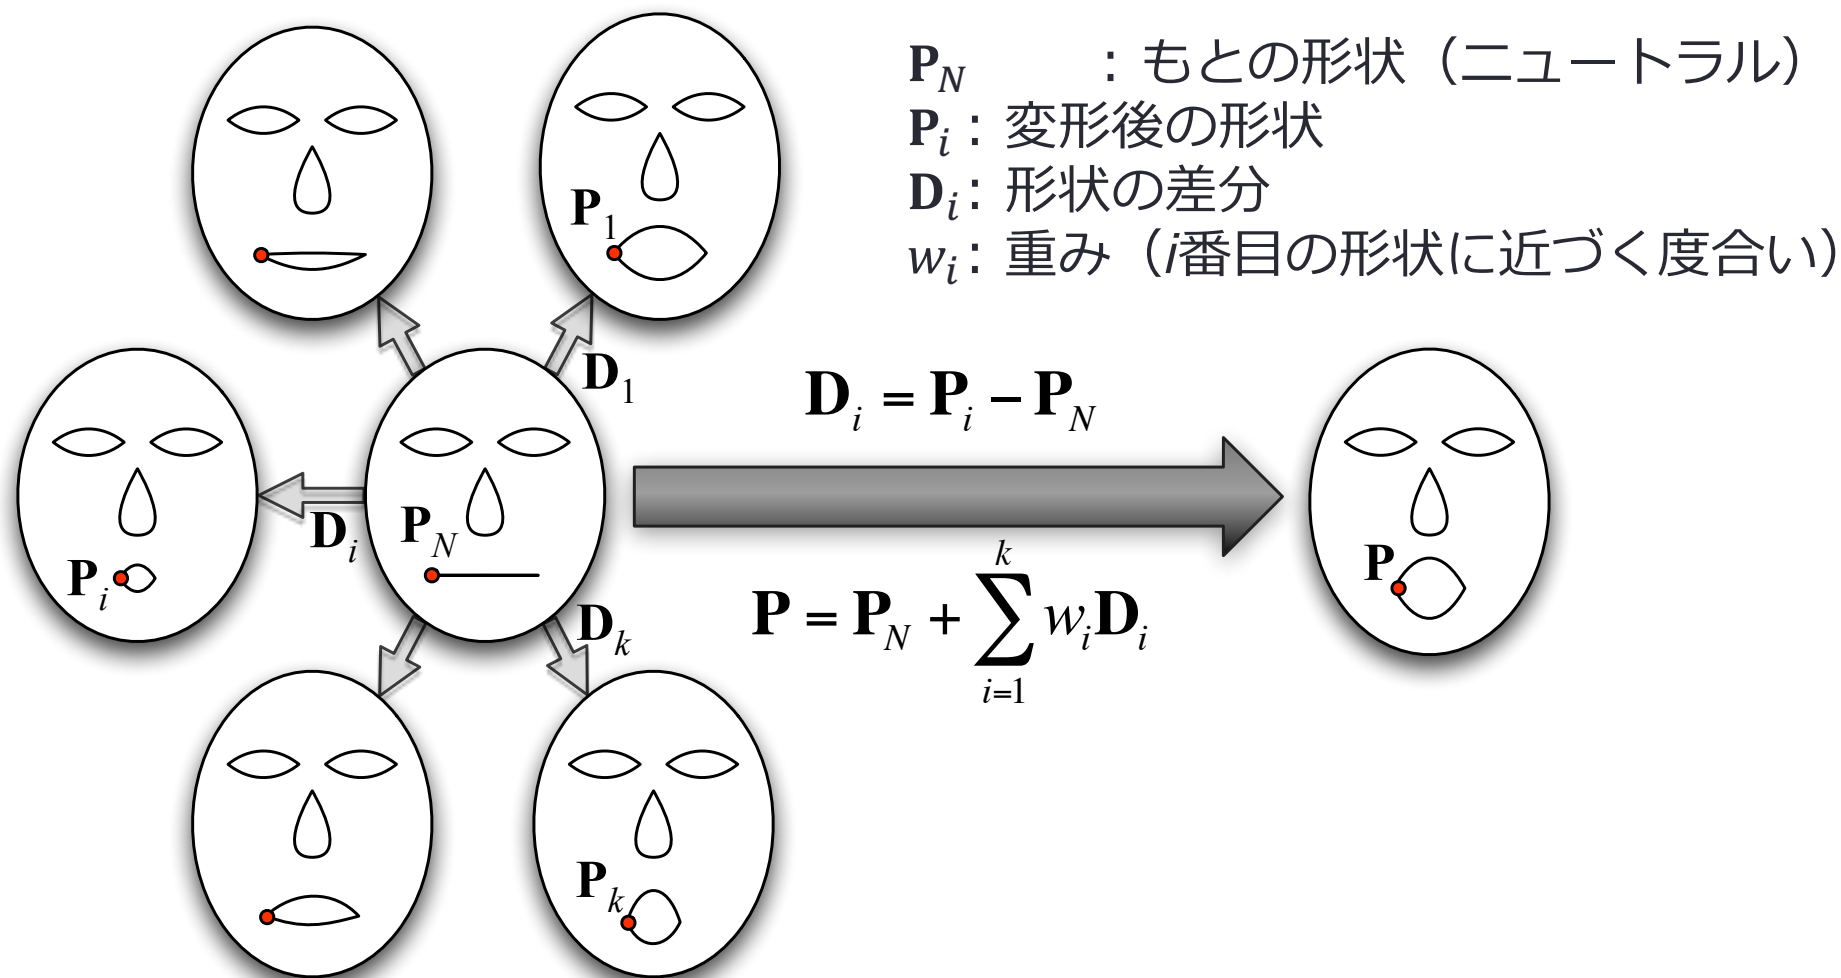 P_N : もとの形状（ニュートラル）
P_i : 変形後の形状
D_i : 形状の差分
w_i : 重み（i番目の形状に近づく度合い）
P_1
D_1
D_i = P_i − P_N
D_i
P_N
P_i
P
D_k
P = P_N + ∑_{i=1}^{k} w_i D_i
P_k